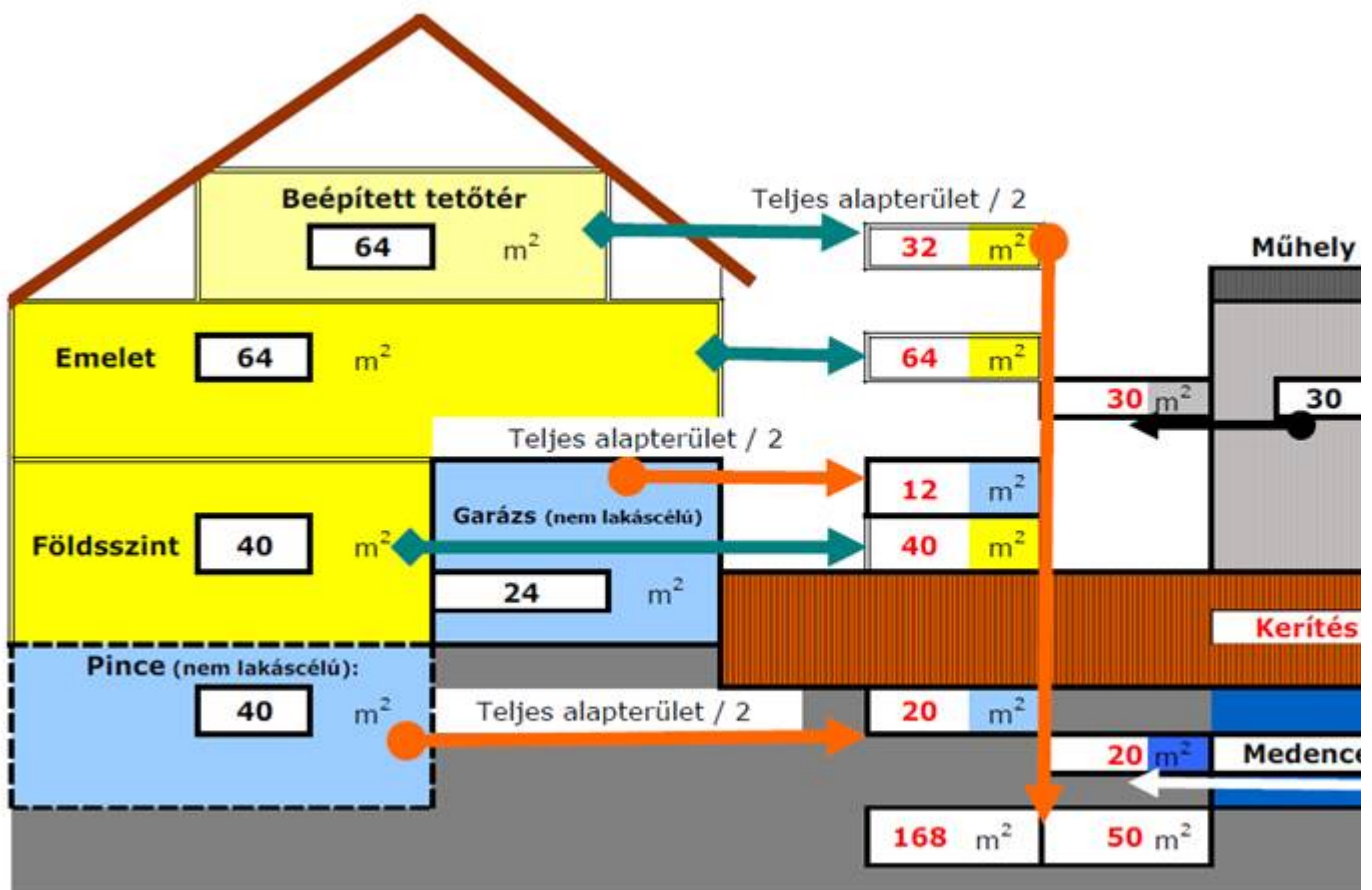 Beépített tetőtér
64 m²
Teljes alapterület / 2
32 m²
Műhely
Emelet 64 m²
64 m²
30 m² 30
Teljes alapterület / 2
12 m²
Garázs (nem lakáscélú)
Földsszint 40 m²
40 m²
24 m²
Kerítés
Pince (nem lakáscélú):
40 m²
Teljes alapterület / 2
20 m²
20 m² Medence
168 m² 50 m²